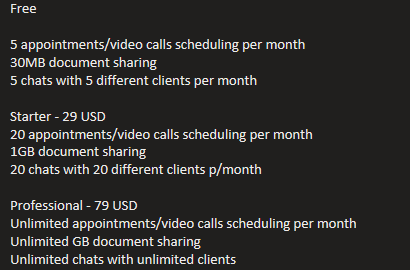 Free
5 appointments/video calls scheduling per month
30MB document sharing
5 chats with 5 different clients per month
Starter - 29 USD
20 appointments/video calls scheduling per month
1GB document sharing
20 chats with 20 different clients p/month
Professional - 79 USD
Unlimited appointments/video calls scheduling per month
Unlimited GB document sharing
Unlimited chats with unlimited clients